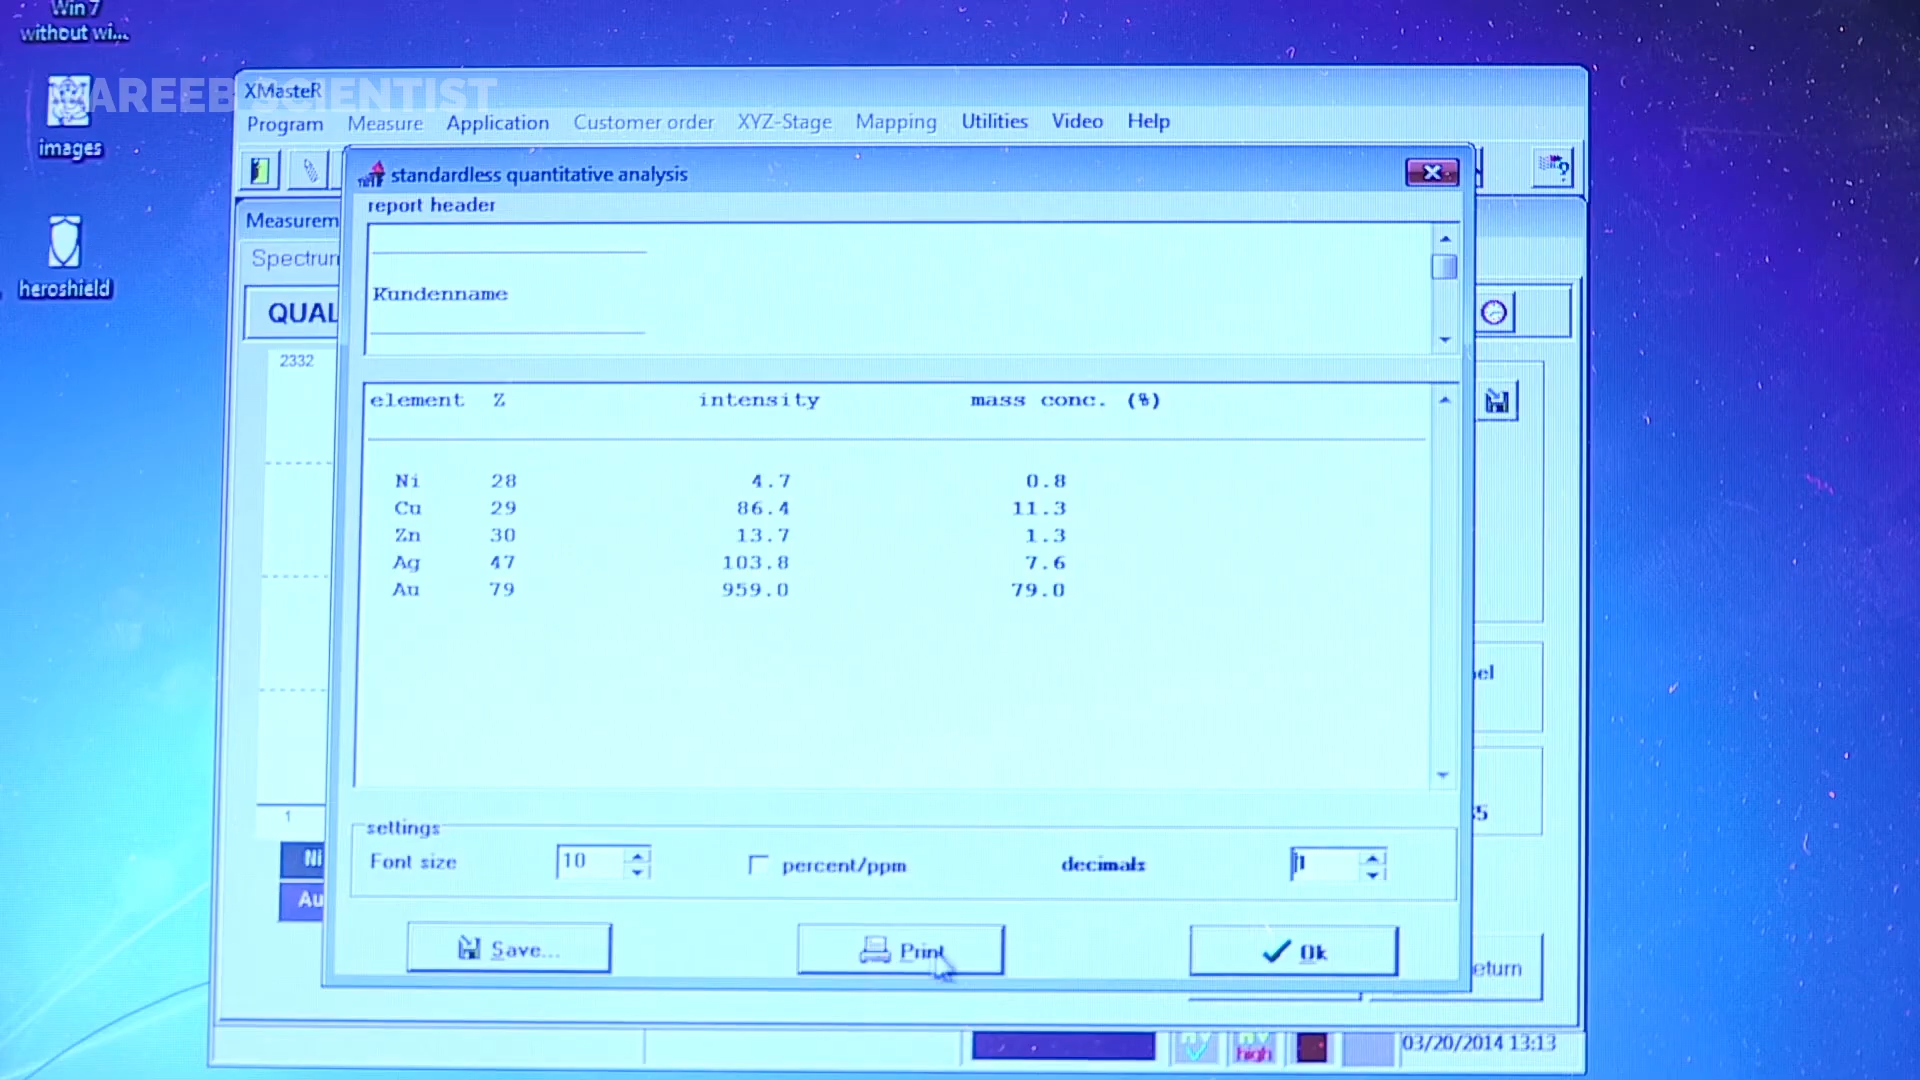 Win 7
without wi...
images
heroshield
SCIENTIST
XMasteR
Program Measure Application Customer order XYZ-Stage Mapping Utilities Video Help
standardless quantitative analysis
report header
Measurem
Spectrum
Kundenname
QUAL
2332
element Z intensity mass conc. (%)
Ni 28 4.7 0.8
Cu 29 86.4 11.3
Zn 30 13.7 1.3
Ag 47 103.8 7.6
Au 79 959.0 79.0
1
settings
Font size 10 percent/ppm decimals 1
Ni
Au
Save... Print Ok
eturn
high
03/20/2014 13:13